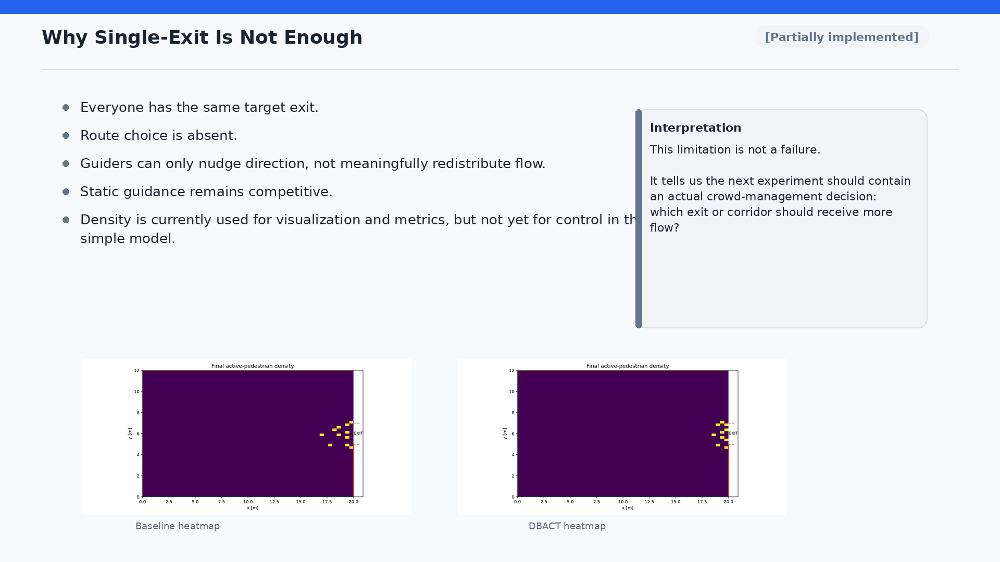 Why Single-Exit Is Not Enough
[Partially implemented]
Everyone has the same target exit.
Route choice is absent.
Guiders can only nudge direction, not meaningfully redistribute flow.
Static guidance remains competitive.
Density is currently used for visualization and metrics, but not yet for control in th
simple model.
Interpretation
This limitation is not a failure.
It tells us the next experiment should contain
an actual crowd-management decision:
which exit or corridor should receive more
flow?
Final active-pedestrian density
12
10
8
6
4
2
0
y [m]
0.0 2.5 5.0 7.5 10.0 12.5 15.0 17.5 20.0
x [m]
EXIT
Baseline heatmap
Final active-pedestrian density
12
10
8
6
4
2
0
y [m]
0.0 2.5 5.0 7.5 10.0 12.5 15.0 17.5 20.0
x [m]
EXIT
DBACT heatmap